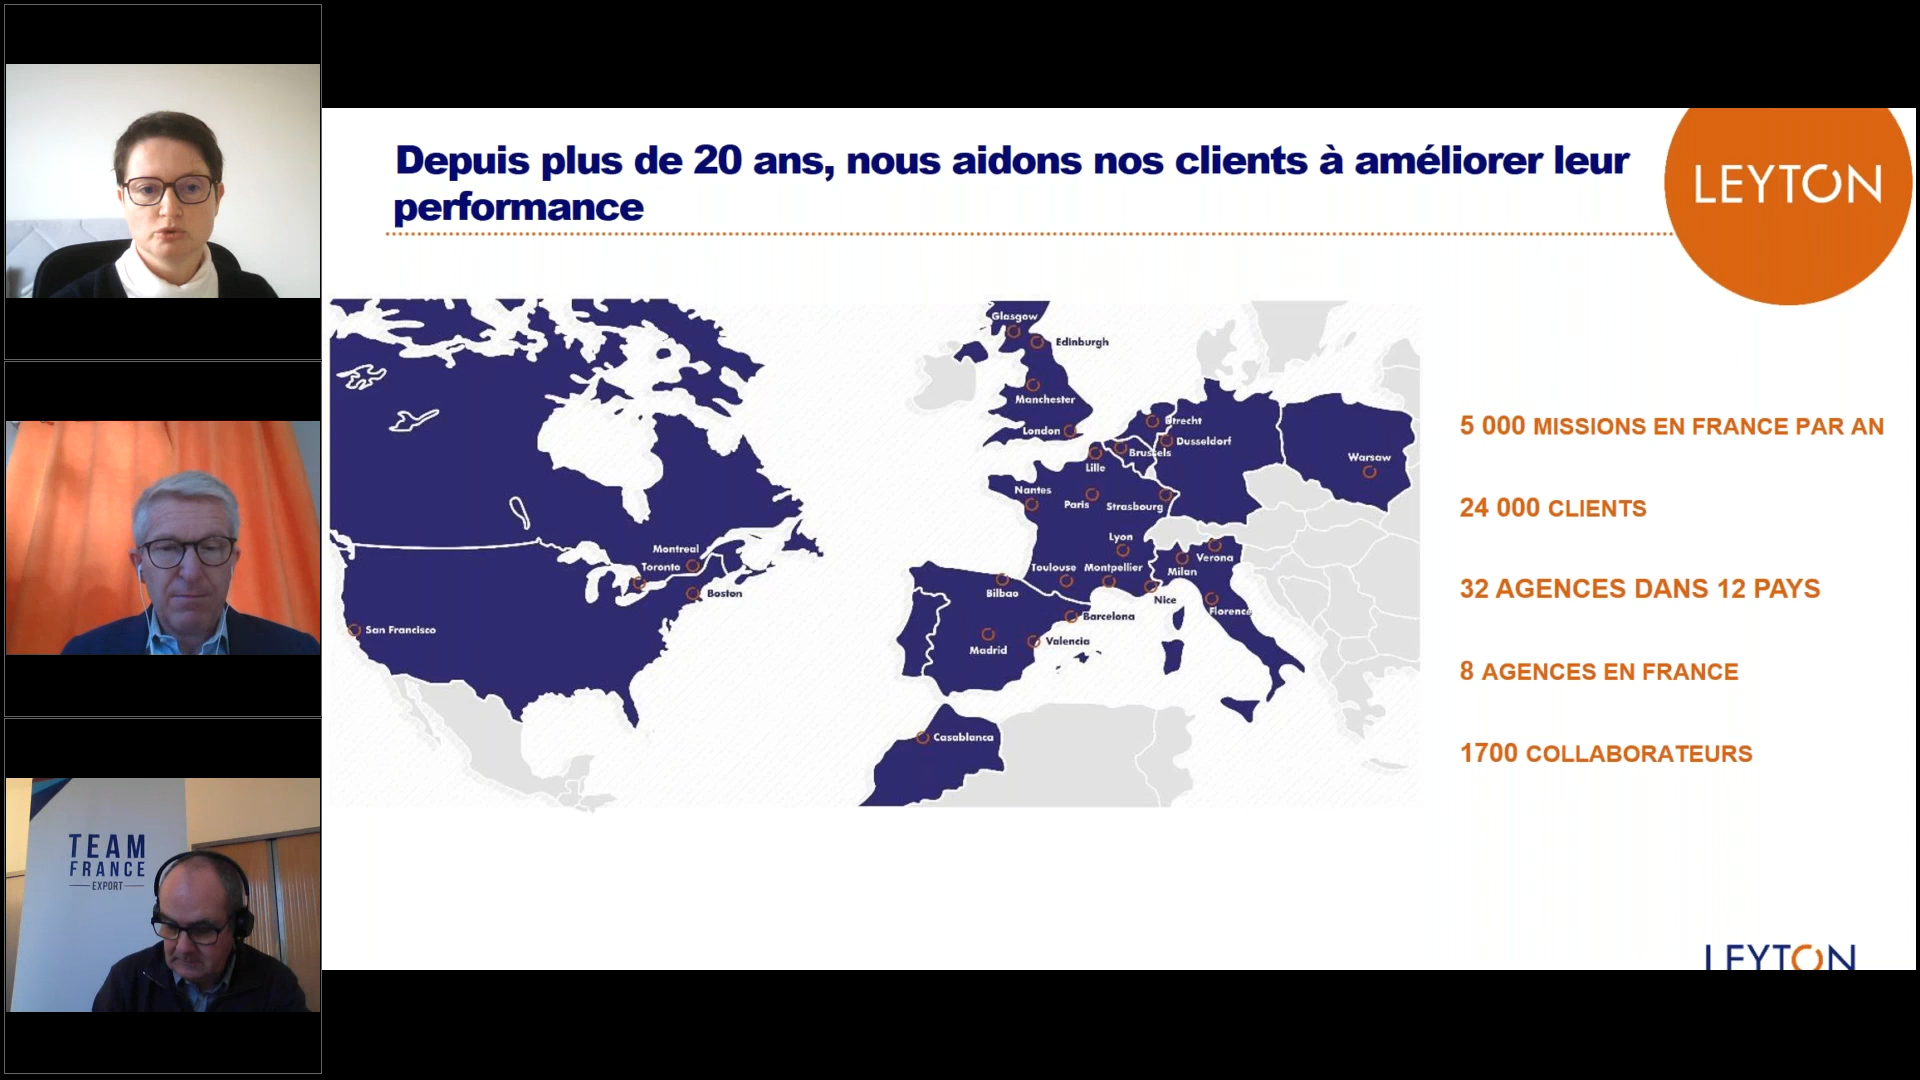 Depuis plus de 20 ans, nous aidons nos clients à améliorer leur
performance
LEYTON
Glasgow
Edinburgh
Manchester
London
Utrecht
Dusseldorf
Brussels
Lille
Warsaw
Nantes
Paris
Strasbourg
Lyon
Verona
Milan
Toulouse
Montpellier
Nice
Florence
Bilbao
Barcelona
Madrid
Valencia
Casablanca
Montreal
Toronto
Boston
San Francisco
5 000 MISSIONS EN FRANCE PAR AN
24 000 CLIENTS
32 AGENCES DANS 12 PAYS
8 AGENCES EN FRANCE
1700 COLLABORATEURS
LEYTON
TEAM
FRANCE
EXPORT